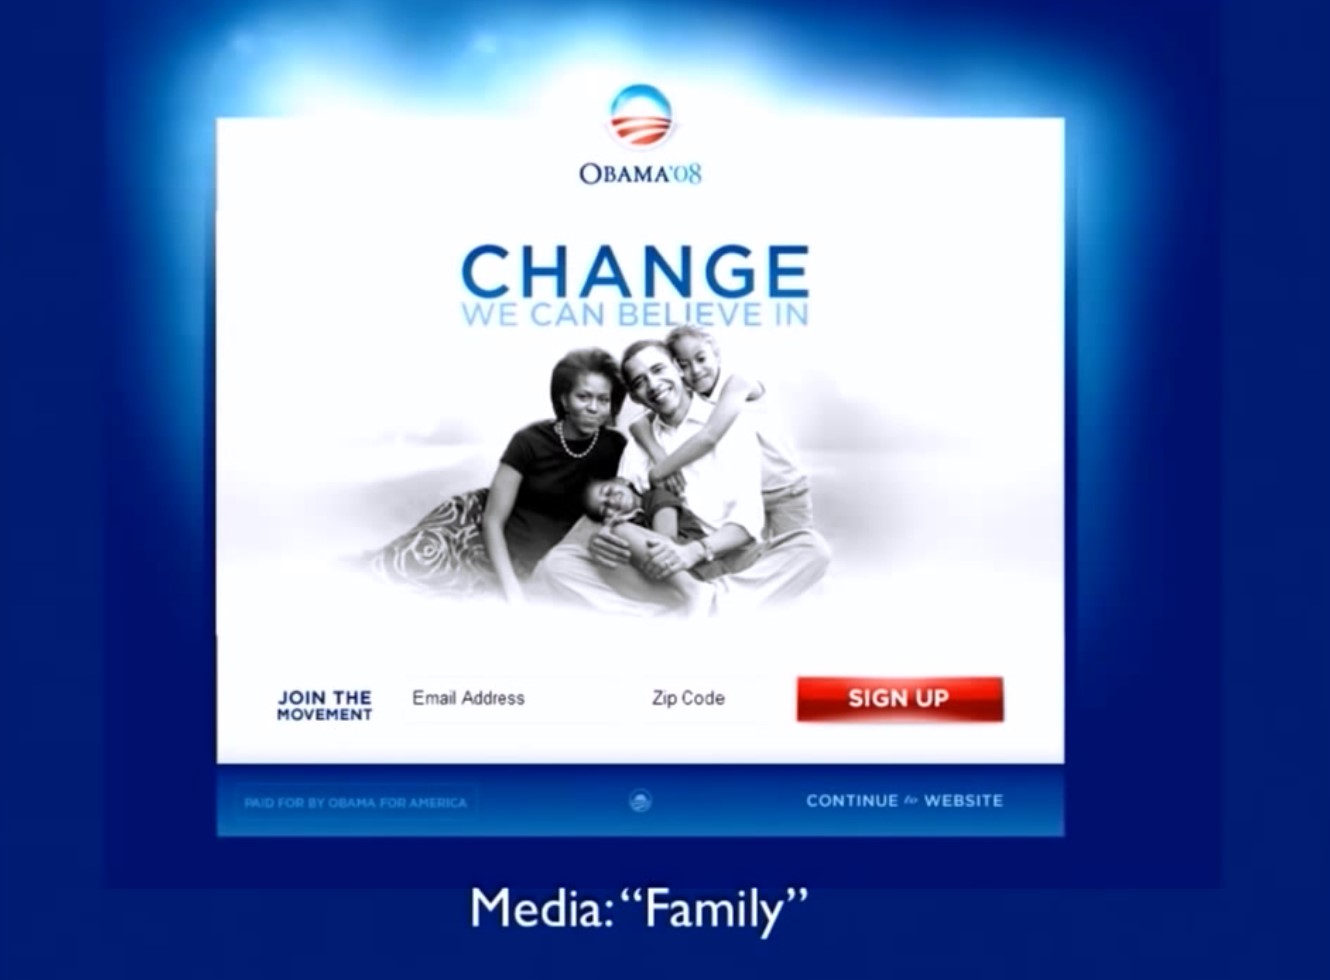 OBAMA'08
CHANGE
WE CAN BELIEVE IN
JOIN THE
MOVEMENT
Email Address
Zip Code
SIGN UP
PAID FOR BY OBAMA FOR AMERICA
CONTINUE to WEBSITE
Media: “Family”